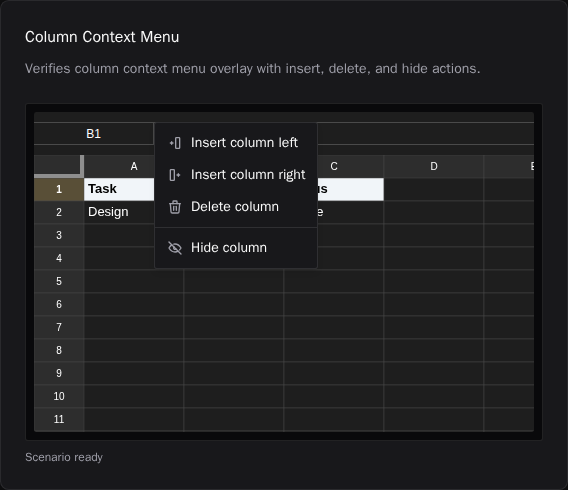 Column Context Menu
Verifies column context menu overlay with insert, delete, and hide actions.
B1
Insert column left
Insert column right
Delete column
Hide column
A C D
1 Task
2 Design
3
4
5
6
7
8
9
10
11
Scenario ready